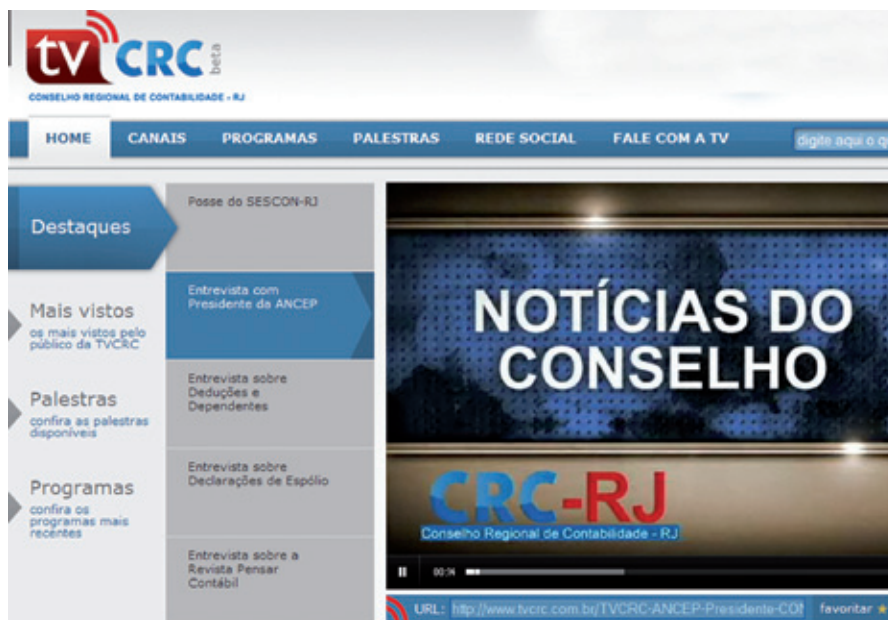 tv CRC beta
CONSELHO REGIONAL DE CONTABILIDADE - RJ
HOME CANAIS PROGRAMAS PALESTRAS REDE SOCIAL FALE COM A TV digite aqui o
Destaques
Mais vistos
os mais vistos pelo
público da TVCRC
Palestras
confira as palestras
disponíveis
Programas
confira os
programas mais
recentes
Posse do SESCON-RJ
Entrevista com
Presidente da ANCEP
Entrevista sobre
Deduções e
Dependentes
Entrevista sobre
Declarações de Espólio
Entrevista sobre a
Revista Pensar
Contábil
NOTÍCIAS DO
CONSELHO
CRC-RJ
Conselho Regional de Contabilidade - RJ
URL: http://www.tvcrc.com.br/TVCRC-ANCEP-Presidente-CO favoritar